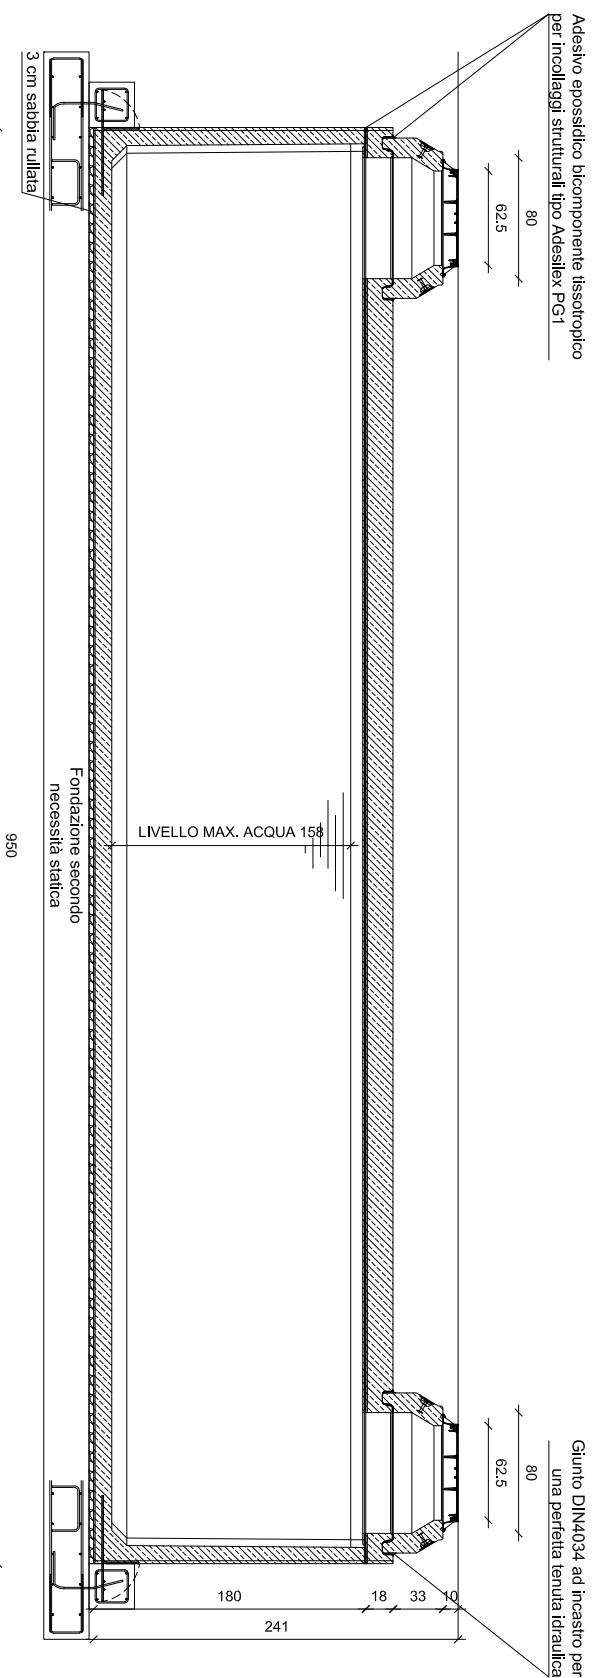 Adesivo epossidico bicomponente tissotropico
per incollaggi strutturali tipo Adesilex PG1
Giunto DIN4034 ad incastro per
una perfetta tenuta idraulica
80
62.5
80
62.5
LIVELLO MAX. ACQUA 158
10
33
18
180
241
3 cm sabbia rullata
Fondazione secondo
necessità statica
950